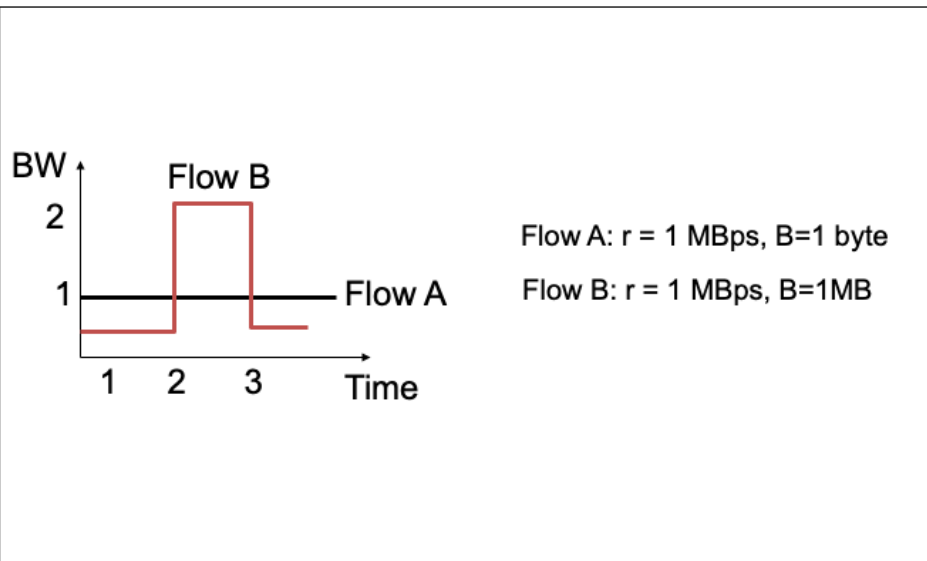 BW
Flow B
2
1
Flow A
1 2 3
Time
Flow A: r = 1 MBps, B=1 byte
Flow B: r = 1 MBps, B=1MB